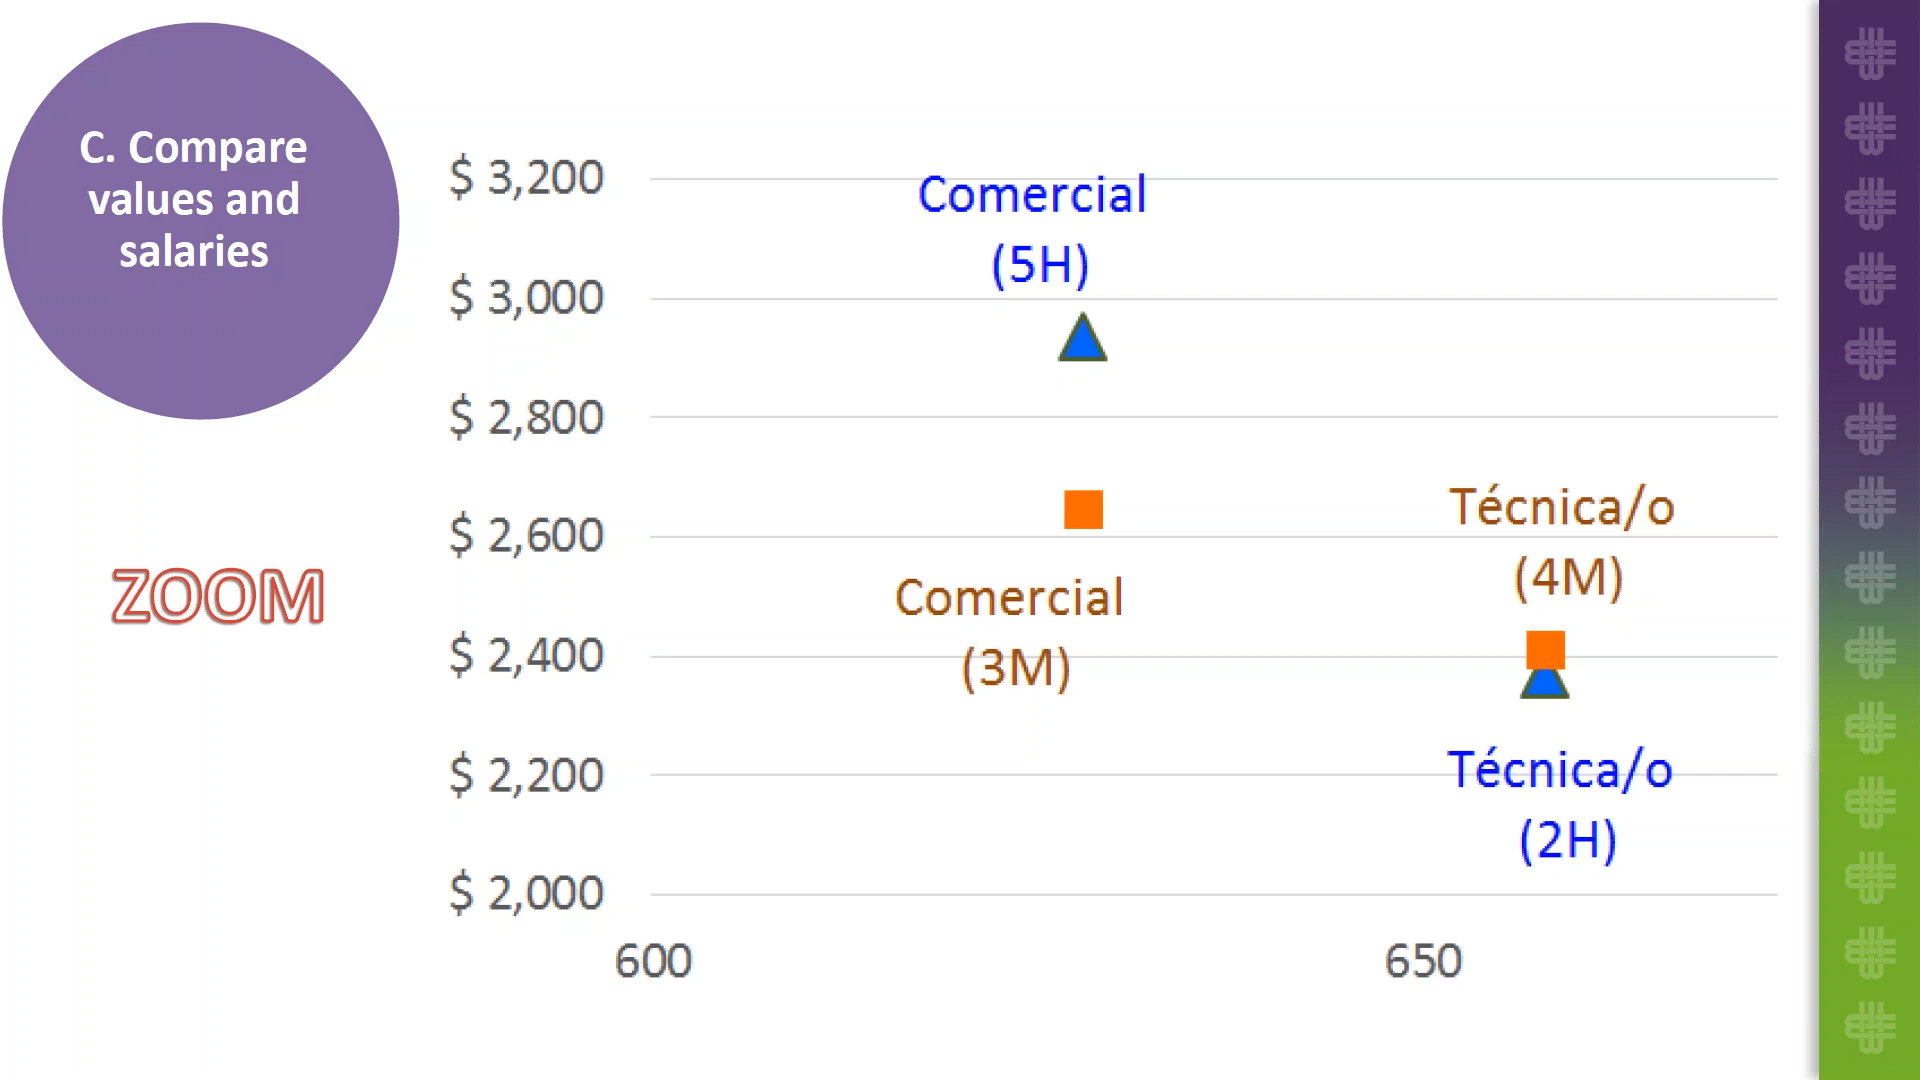 C. Compare
values and
salaries
ZOOM
$ 3,200
$ 3,000
$ 2,800
$ 2,600
$ 2,400
$ 2,200
$ 2,000
Comercial
(5H)
Comercial
(3M)
Técnica/o
(4M)
Técnica/o
(2H)
600
650